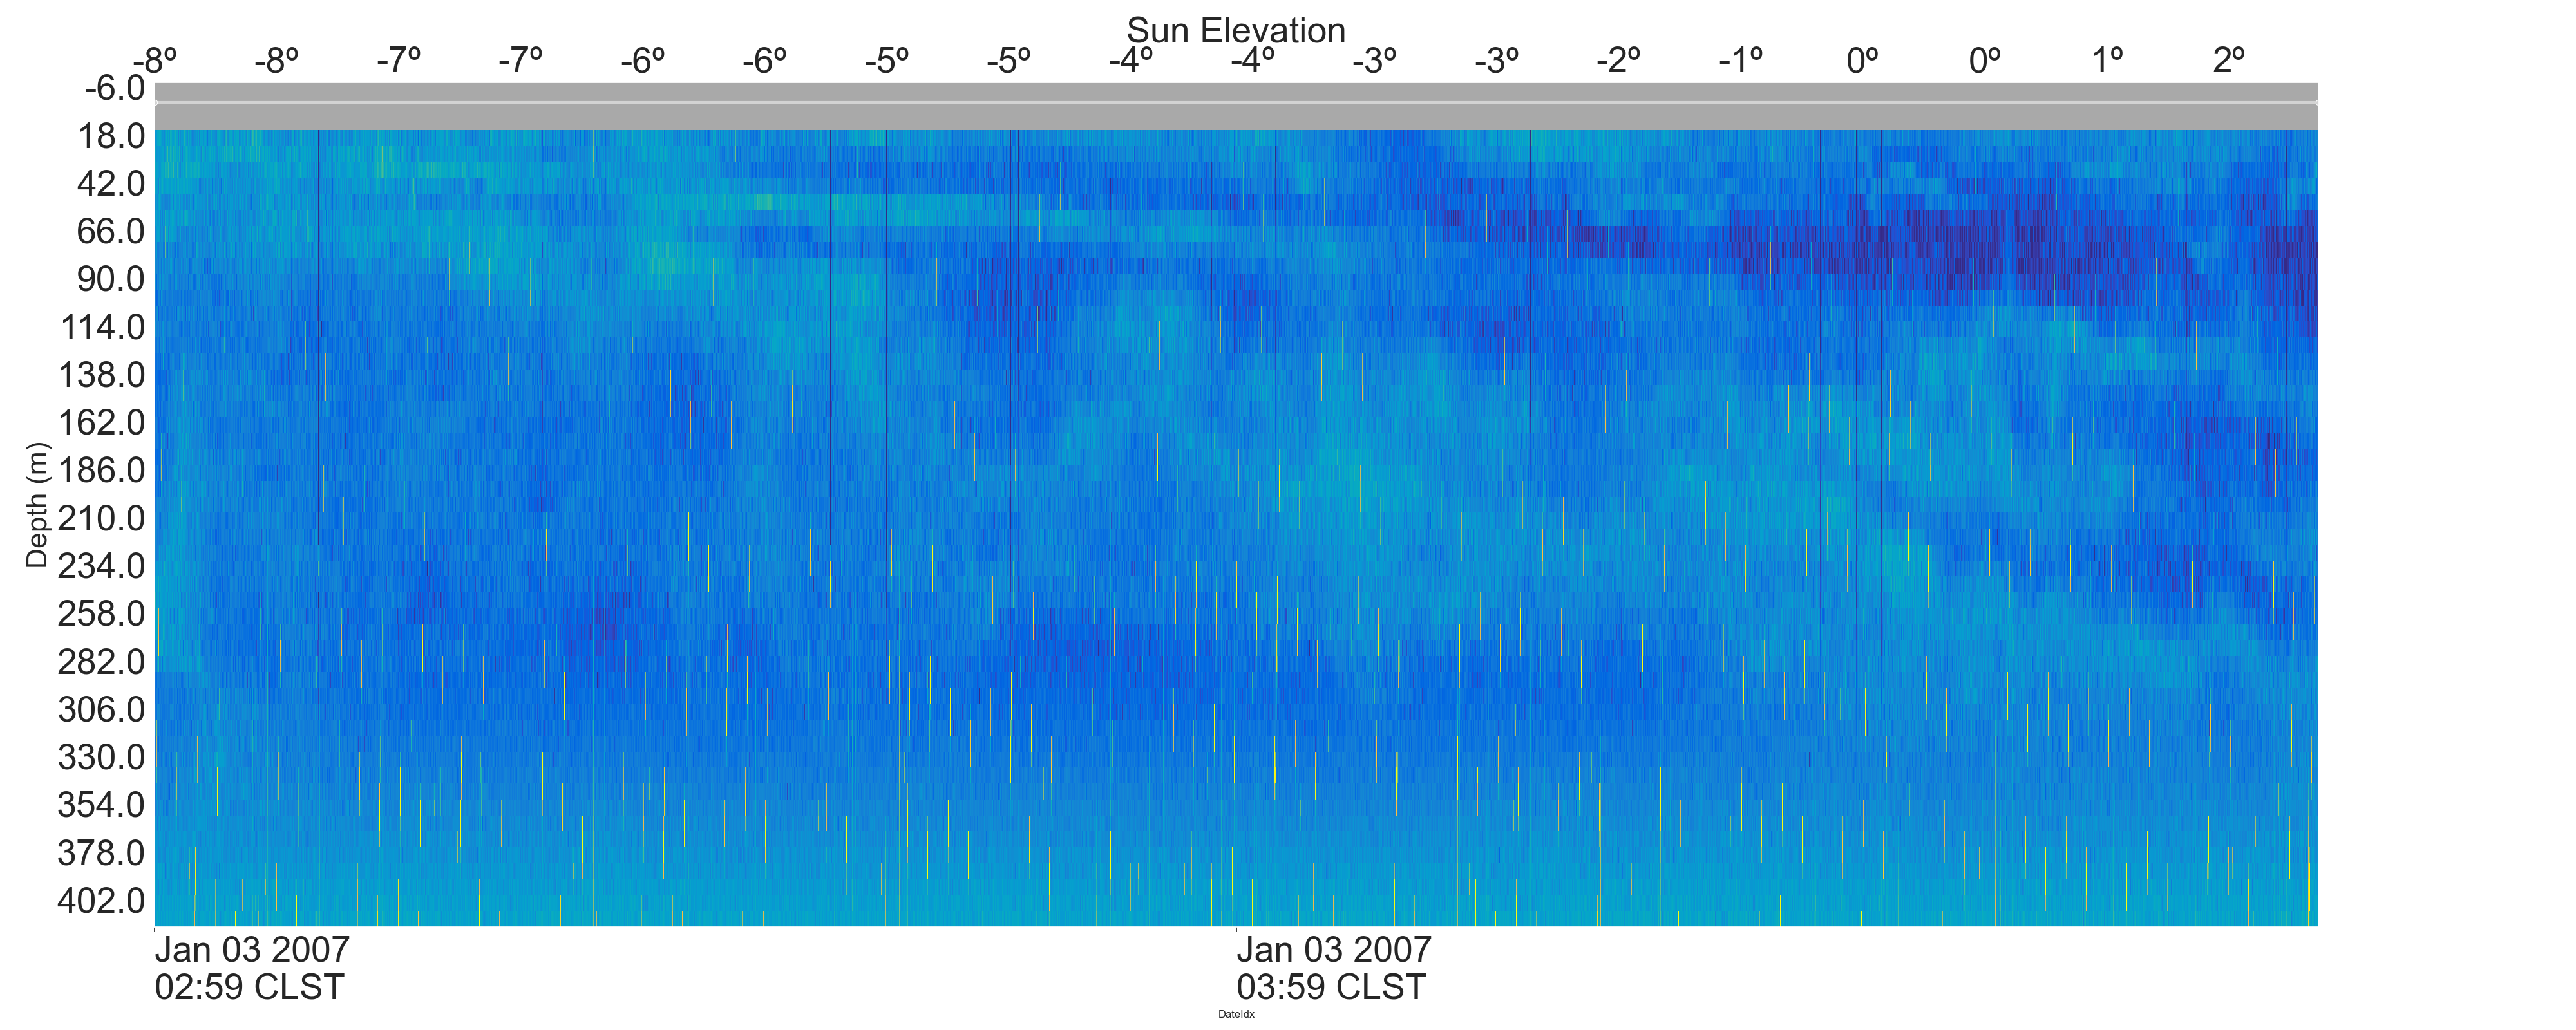 Sun Elevation
-8º -8º -7º -7º -6º -6º -5º -5º -4º -4º -3º -3º -2º -1º 0º 0º 1º 2º
-6.0
18.0
42.0
66.0
90.0
114.0
138.0
162.0
186.0
210.0
234.0
258.0
282.0
306.0
330.0
354.0
378.0
402.0
Depth (m)
Jan 03 2007
02:59 CLST
Jan 03 2007
03:59 CLST
DateIdx